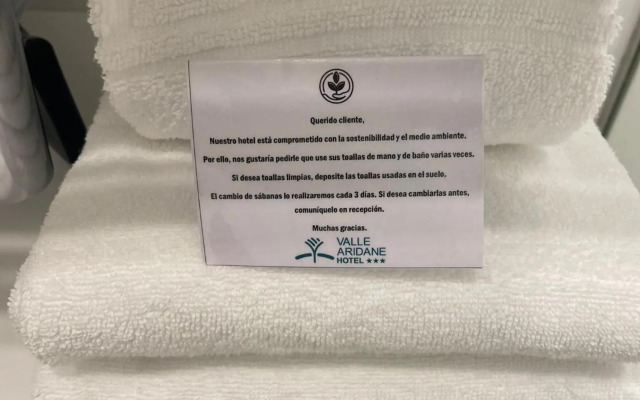 Querido cliente,
Nuestro hotel está comprometido con la sostenibilidad y el medio ambiente.
Por ello, nos gustaría pedirle que use sus toallas de mano y de baño varias veces.
Si desea toallas limpias, deposite las toallas usadas en el suelo.
El cambio de sábanas lo realizaremos cada 3 días. Si desea cambiarlas antes,
comuníquelo en recepción.
Muchas gracias.
VALLE
ARIDANE
HOTEL ★★★